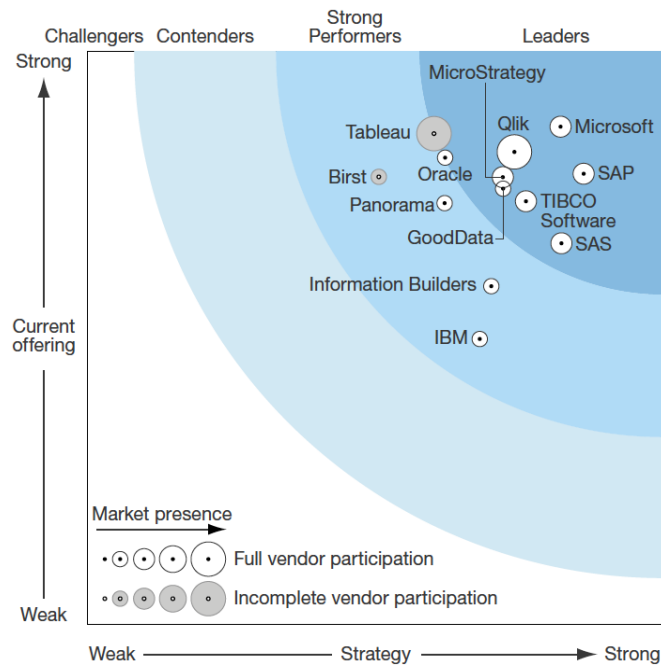 Challengers
Contenders
Strong
Performers
Leaders
Strong
MicroStrategy
Tableau
Qlik
Microsoft
Oracle
Birst
SAP
Panorama
TIBCO
Software
GoodData
SAS
Information Builders
Current
offering
IBM
Market presence
Full vendor participation
Incomplete vendor participation
Weak
Weak
Strategy
Strong